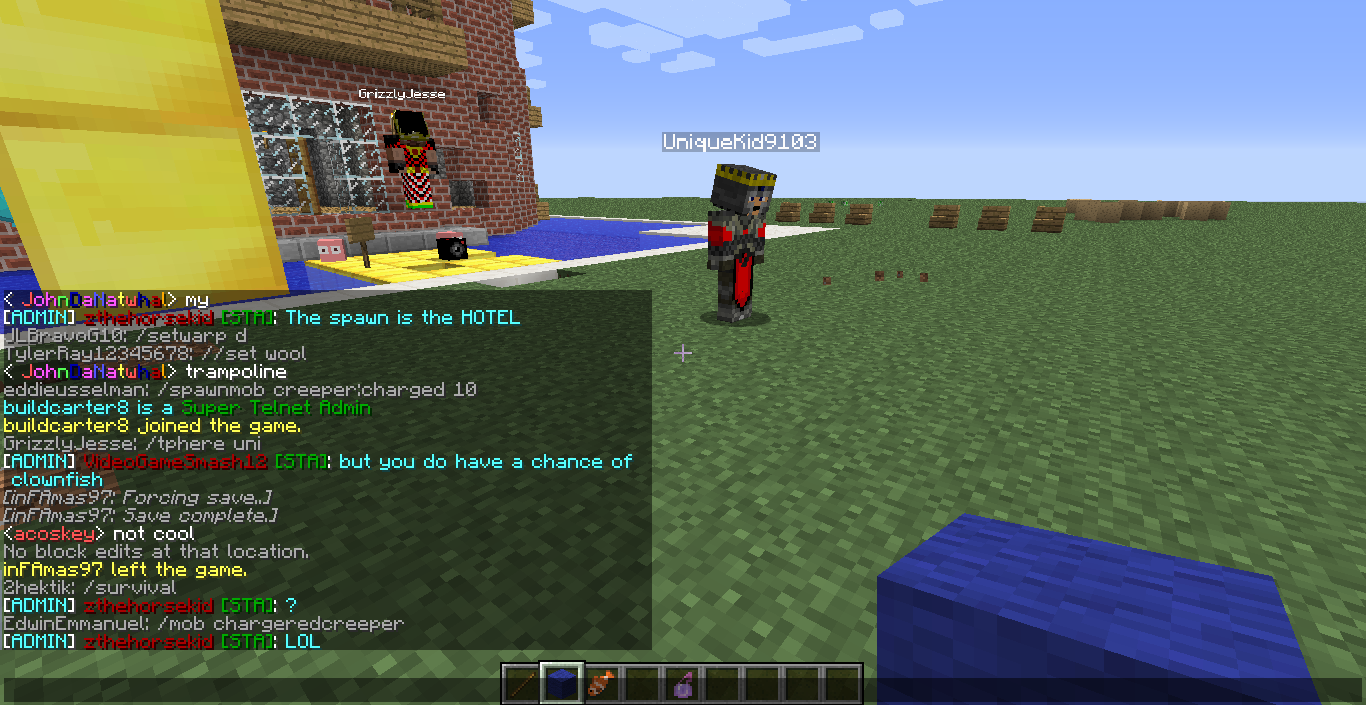 GrizzlyJesse
UniqueKid9103
< JohnDaNatwhal> my
[ADMIN] zthehorsekid [STA]: The spawn is the HOTEL
JLBravoG10: /setwarp d
TylerRay12345678: //set wool
< JohnDaNatwhal> trampoline
eddieusselman: /spawnmob creeper:charged 10
buildcarter8 is a Super Telnet Admin
buildcarter8 joined the game.
GrizzlyJesse: /tphere uni
[ADMIN] VideoGameSmash12 [STA]: but you do have a chance of
clownfish
[inFAmas97: Forcing save..]
[inFAmas97: Save complete.]
<acoskey> not cool
No block edits at that location.
inFAmas97 left the game.
2hektik: /survival
[ADMIN] zthehorsekid [STA]: ?
EdwinEmmanuel: /mob chargeredcreeper
[ADMIN] zthehorsekid [STA]: LOL